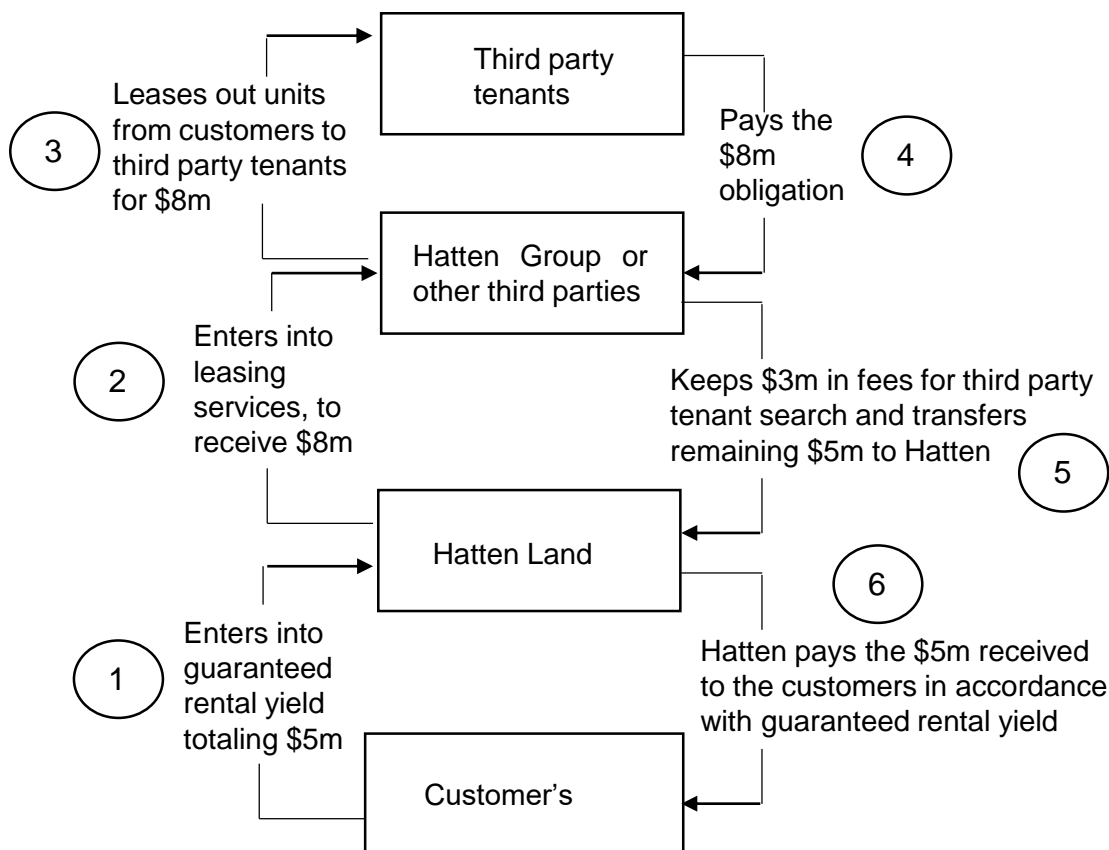 Third party
tenants
Leases out units
from customers to
third party tenants
for $8m
3
Pays the
$8m
obligation
4
Hatten Group or
other third parties
Enters into
leasing
services, to
receive $8m
2
Keeps $3m in fees for third party
tenant search and transfers
remaining $5m to Hatten
5
Hatten Land
6
Enters into
guaranteed
rental yield
totaling $5m
1
Hatten pays the $5m received
to the customers in accordance
with guaranteed rental yield
Customer’s